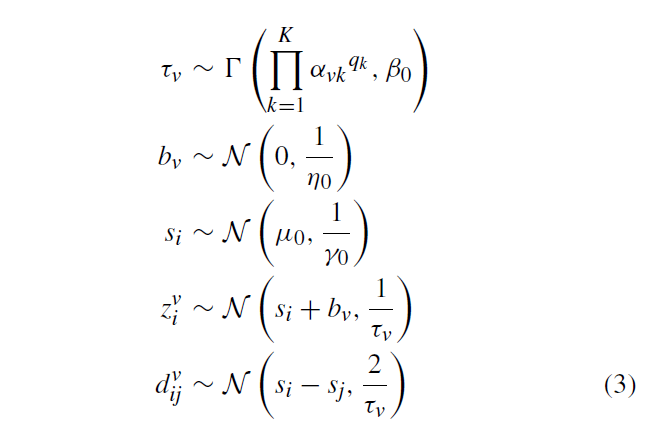 τ_v ∼ Γ ( ∏_{k=1}^{K} α_{vk}^{q_k}, β_0 )
b_v ∼ 𝒩 ( 0, 1/η_0 )
s_i ∼ 𝒩 ( μ_0, 1/γ_0 )
z_i^v ∼ 𝒩 ( s_i + b_v, 1/τ_v )
d_{ij}^v ∼ 𝒩 ( s_i − s_j, 2/τ_v ) (3)